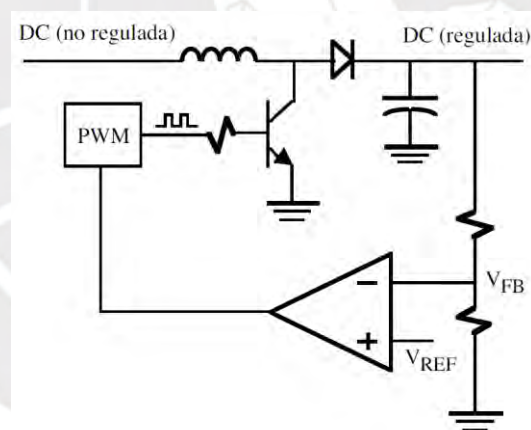 DC (no regulada)
DC (regulada)
PWM
V_FB
V_REF